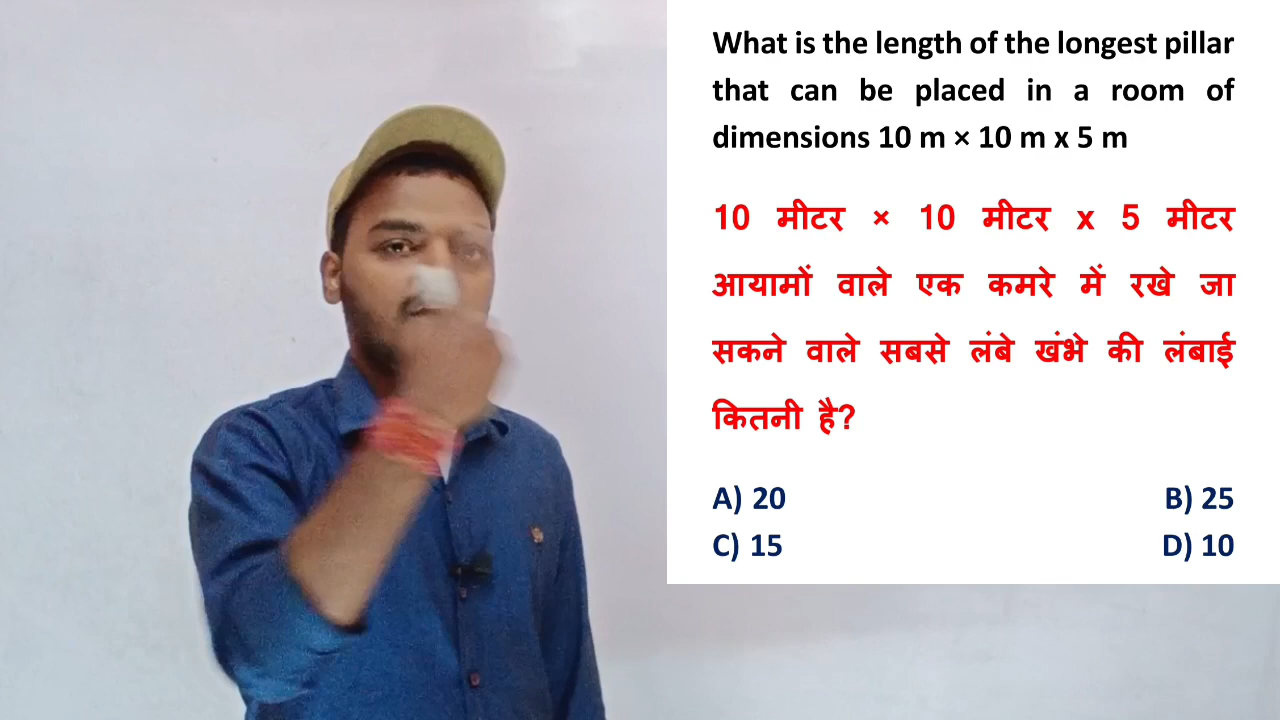 What is the length of the longest pillar
that can be placed in a room of
dimensions 10 m × 10 m x 5 m
10 मीटर × 10 मीटर x 5 मीटर
आयामों वाले एक कमरे में रखे जा
सकने वाले सबसे लंबे खंभे की लंबाई
कितनी है?
A) 20 B) 25
C) 15 D) 10